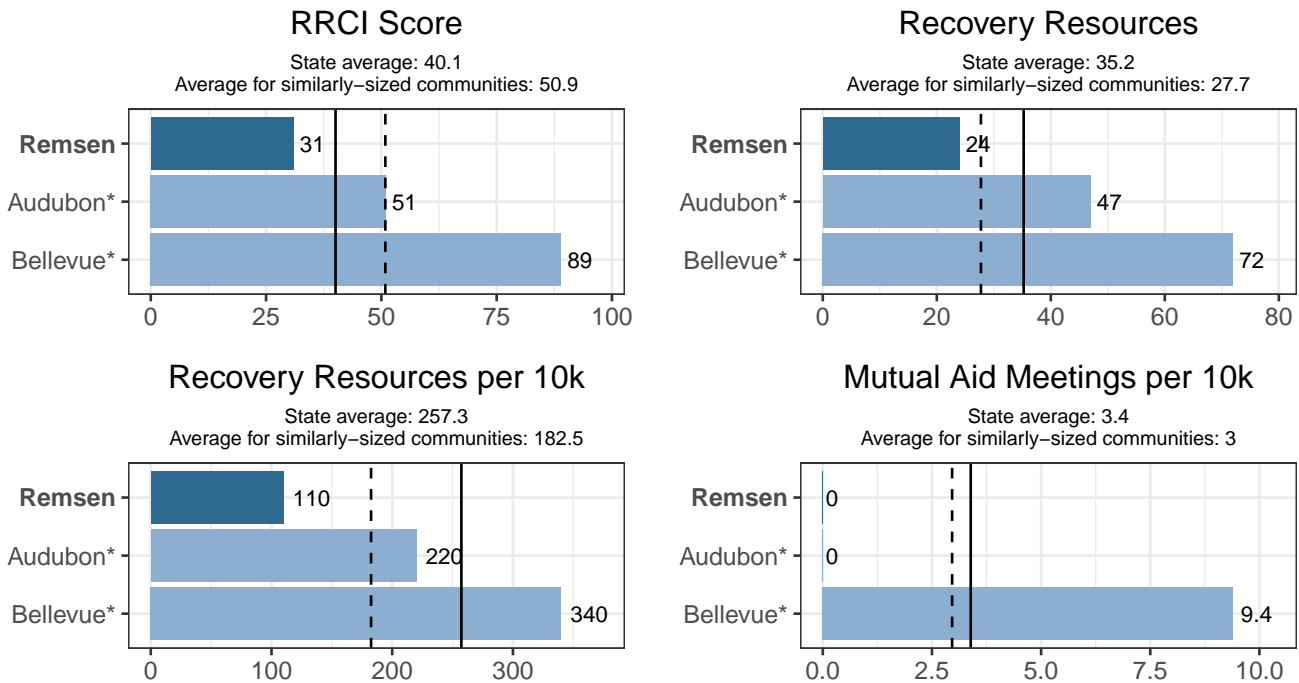 RRCI Score
State average: 40.1
Average for similarly−sized communities: 50.9
Remsen
31
Audubon*
51
Bellevue*
89
0 25 50 75 100
Recovery Resources
State average: 35.2
Average for similarly−sized communities: 27.7
Remsen
24
Audubon*
47
Bellevue*
72
0 20 40 60 80
Recovery Resources per 10k
State average: 257.3
Average for similarly−sized communities: 182.5
Remsen
110
Audubon*
220
Bellevue*
340
0 100 200 300
Mutual Aid Meetings per 10k
State average: 3.4
Average for similarly−sized communities: 3
Remsen
0
Audubon*
0
Bellevue*
9.4
0.0 2.5 5.0 7.5 10.0